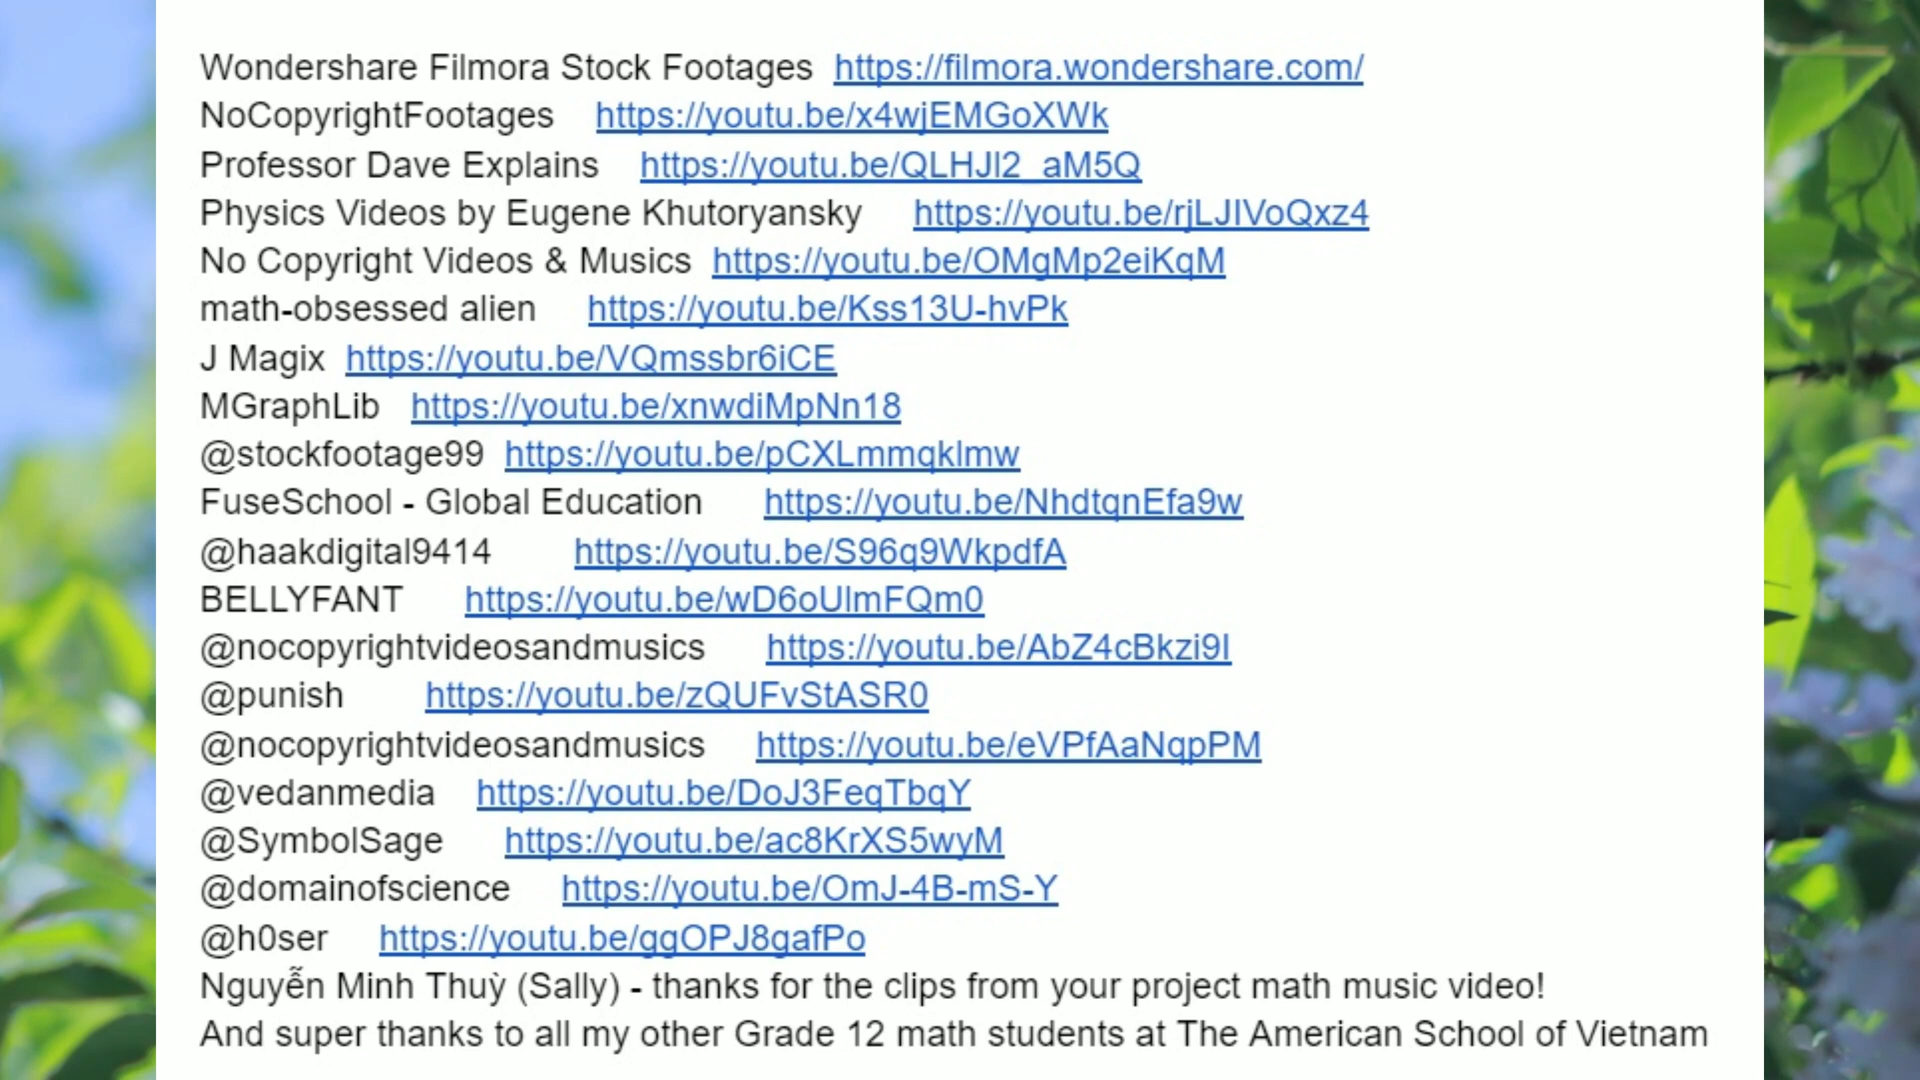 Wondershare Filmora Stock Footages https://filmora.wondershare.com/
NoCopyrightFootages https://youtu.be/x4wjEMGoXWk
Professor Dave Explains https://youtu.be/QLHJl2_aM5Q
Physics Videos by Eugene Khutoryansky https://youtu.be/rjLJIVoQxz4
No Copyright Videos & Musics https://youtu.be/OMgMp2eiKqM
math-obsessed alien https://youtu.be/Kss13U-hvPk
J Magix https://youtu.be/VQmssbr6iCE
MGraphLib https://youtu.be/xnwdiMpNn18
@stockfootage99 https://youtu.be/pCXLmmqklmw
FuseSchool - Global Education https://youtu.be/NhdtqnEfa9w
@haakdigital9414 https://youtu.be/S96q9WkpdfA
BELLYFANT https://youtu.be/wD6oUlmFQm0
@nocopyrightvideosandmusics https://youtu.be/AbZ4cBkzi9I
@punish https://youtu.be/zQUFvStASR0
@nocopyrightvideosandmusics https://youtu.be/eVPfAaNqpPM
@vedanmedia https://youtu.be/DoJ3FeqTbqY
@SymbolSage https://youtu.be/ac8KrXS5wyM
@domainofscience https://youtu.be/OmJ-4B-mS-Y
@h0ser https://youtu.be/ggOPJ8gafPo
Nguyễn Minh Thuỳ (Sally) - thanks for the clips from your project math music video!
And super thanks to all my other Grade 12 math students at The American School of Vietnam